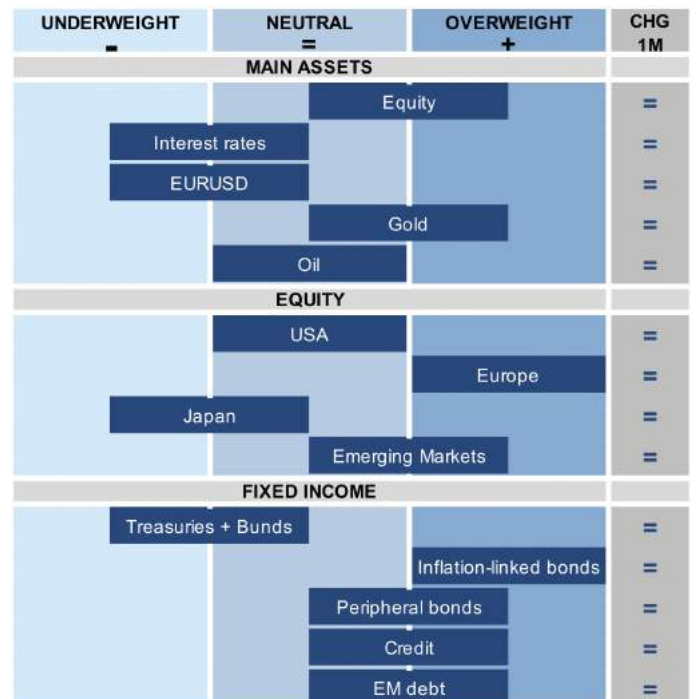 UNDERWEIGHT NEUTRAL OVERWEIGHT CHG
- = + 1M
MAIN ASSETS
Equity =
Interest rates =
EURUSD =
Gold =
Oil =
EQUITY
USA =
Europe =
Japan =
Emerging Markets =
FIXED INCOME
Treasuries + Bunds =
Inflation-linked bonds =
Peripheral bonds =
Credit =
EM debt =